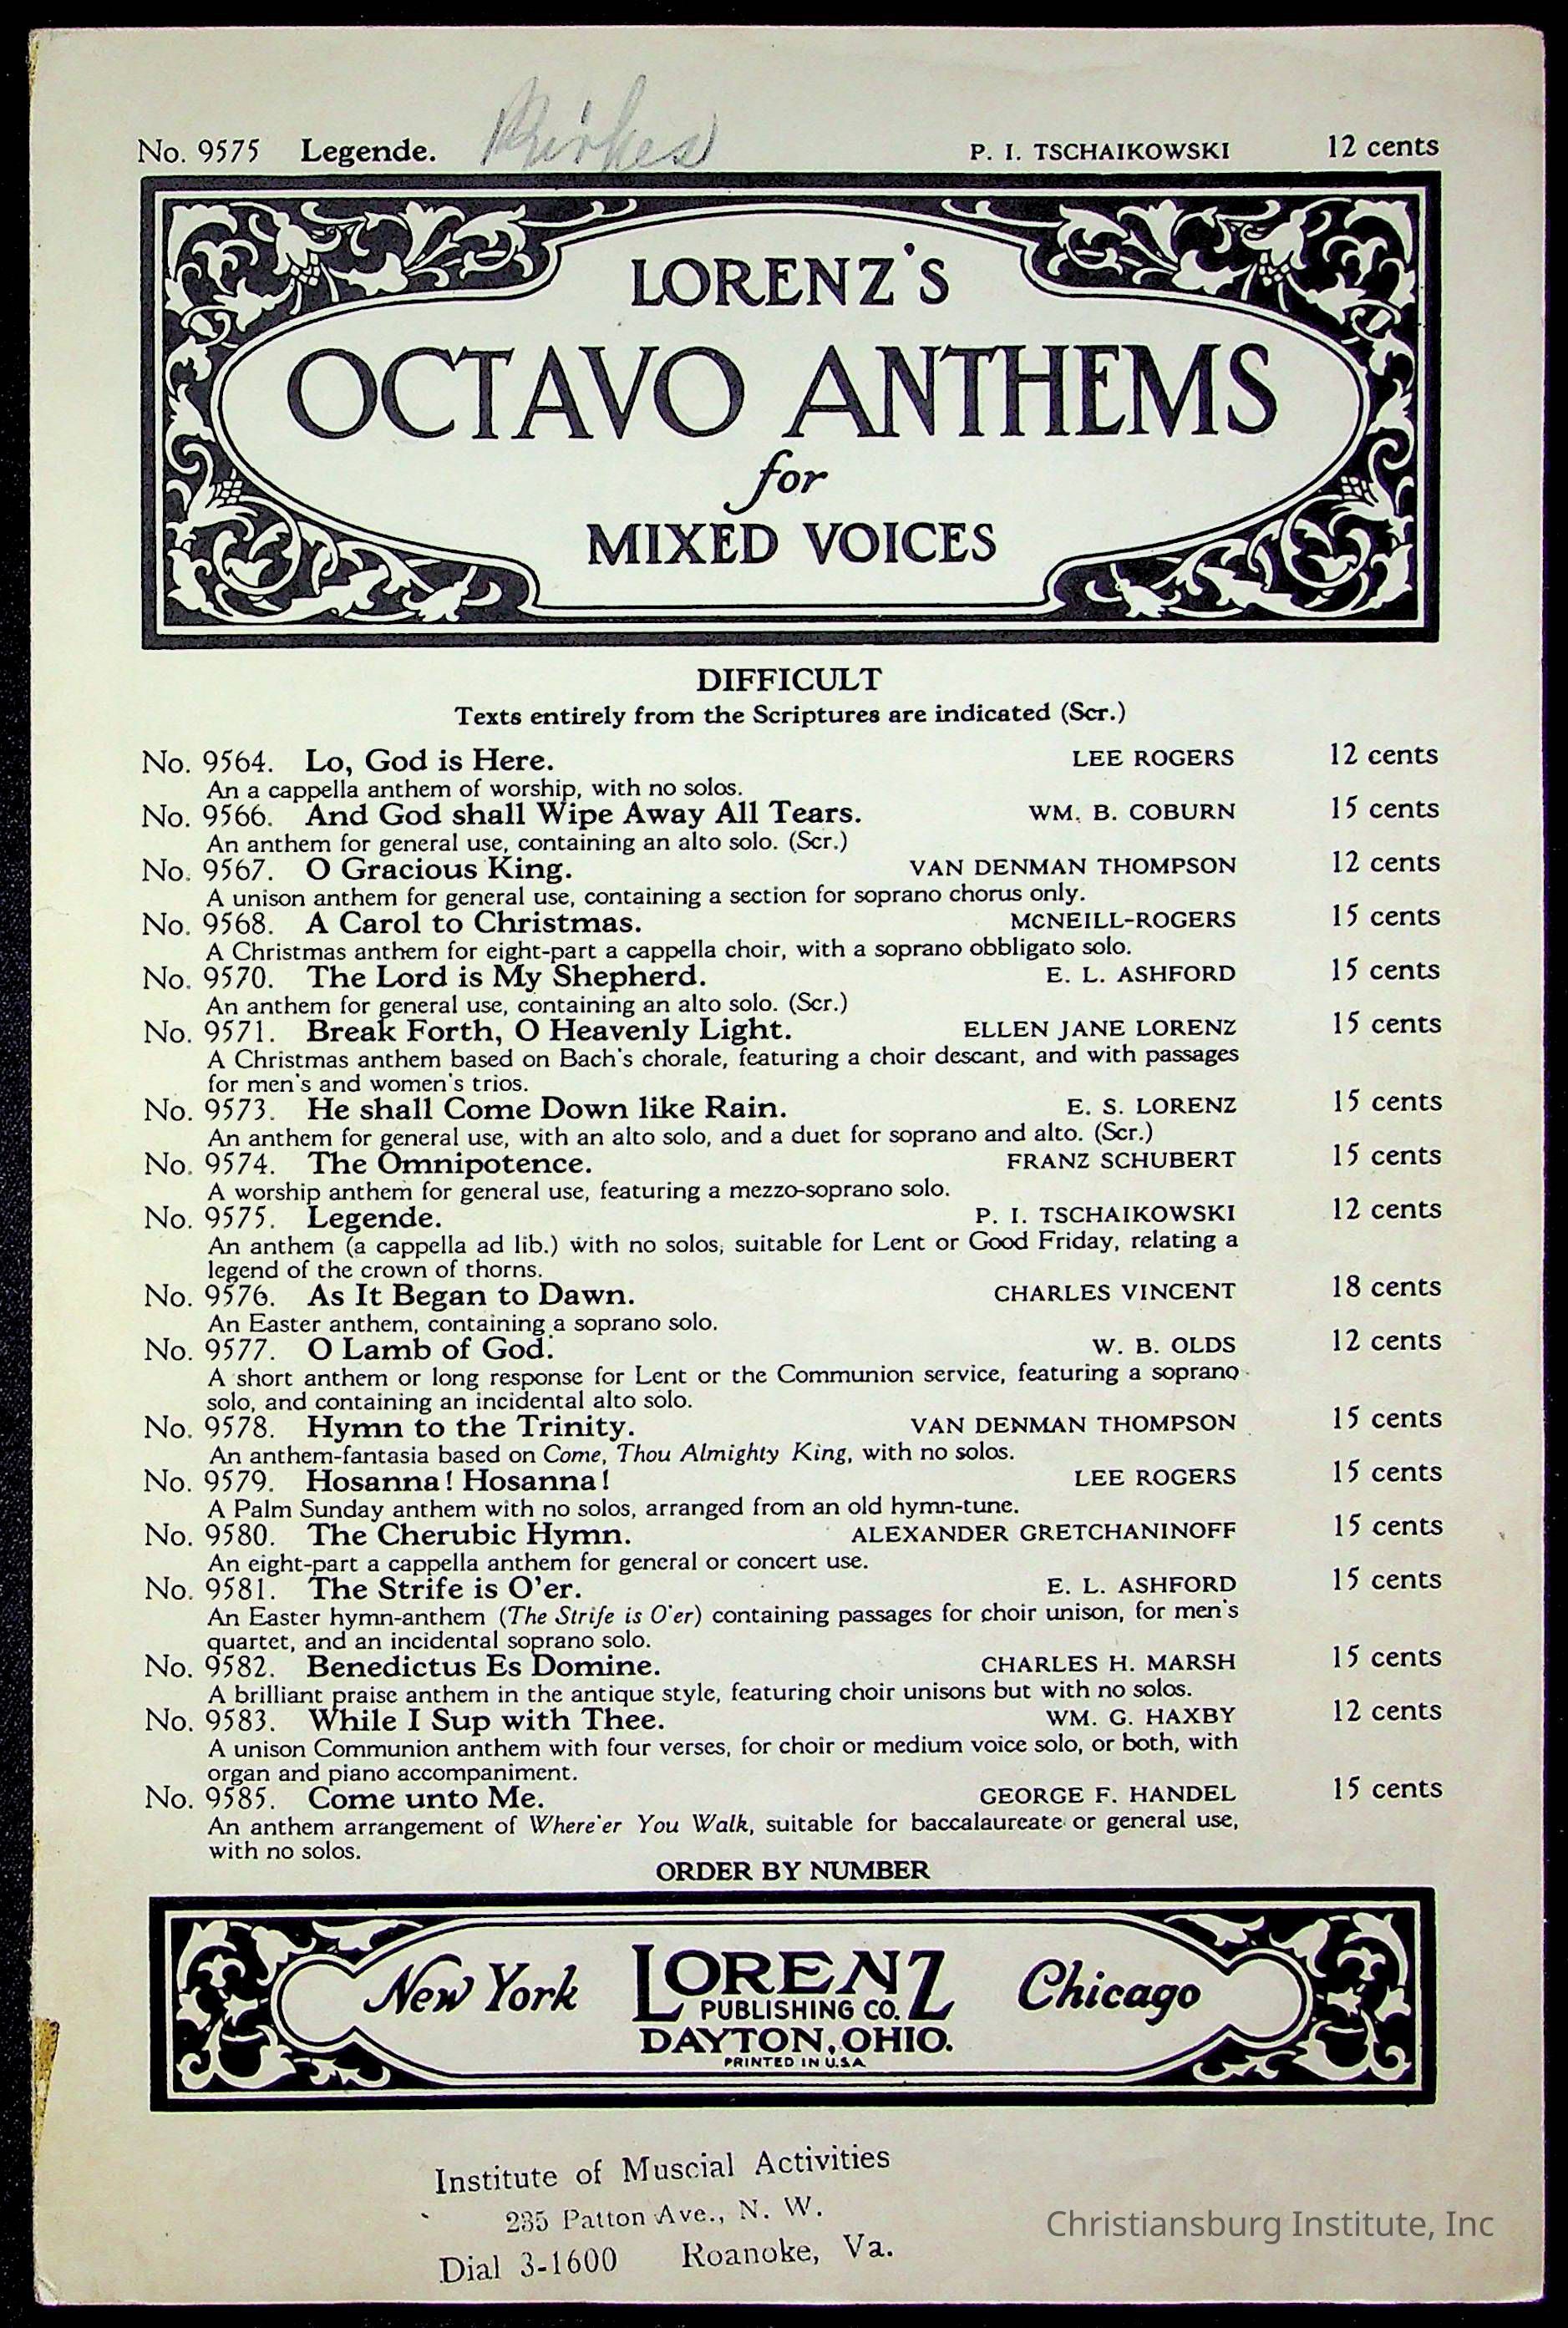 No. 9575 Legende. P. I. TSCHAIKOWSKI 12 cents
LORENZ'S
OCTAVO ANTHEMS
for
MIXED VOICES
DIFFICULT
Texts entirely from the Scriptures are indicated (Scr.)
No. 9564. Lo, God is Here. LEE ROGERS 12 cents
An a cappella anthem of worship, with no solos.
No. 9566. And God shall Wipe Away All Tears. WM. B. COBURN 15 cents
An anthem for general use, containing an alto solo. (Scr.)
No. 9567. O Gracious King. VAN DENMAN THOMPSON 12 cents
A unison anthem for general use, containing a section for soprano chorus only.
No. 9568. A Carol to Christmas. MCNEILL-ROGERS 15 cents
A Christmas anthem for eight-part a cappella choir, with a soprano obbligato solo.
No. 9570. The Lord is My Shepherd. E. L. ASHFORD 15 cents
An anthem for general use, containing an alto solo. (Scr.)
No. 9571. Break Forth, O Heavenly Light. ELLEN JANE LORENZ 15 cents
A Christmas anthem based on Bach's chorale, featuring a choir descant, and with passages
for men's and women's trios.
No. 9573. He shall Come Down like Rain. E. S. LORENZ 15 cents
An anthem for general use, with an alto solo, and a duet for soprano and alto. (Scr.)
No. 9574. The Omnipotence. FRANZ SCHUBERT 15 cents
A worship anthem for general use, featuring a mezzo-soprano solo.
No. 9575. Legende. P. I. TSCHAIKOWSKI 12 cents
An anthem (a cappella ad lib.) with no solos, suitable for Lent or Good Friday, relating a
legend of the crown of thorns.
No. 9576. As It Began to Dawn. CHARLES VINCENT 18 cents
An Easter anthem, containing a soprano solo.
No. 9577. O Lamb of God. W. B. OLDS 12 cents
A short anthem or long response for Lent or the Communion service, featuring a soprano
solo, and containing an incidental alto solo.
No. 9578. Hymn to the Trinity. VAN DENMAN THOMPSON 15 cents
An anthem-fantasia based on Come, Thou Almighty King, with no solos.
No. 9579. Hosanna! Hosanna! LEE ROGERS 15 cents
A Palm Sunday anthem with no solos, arranged from an old hymn-tune.
No. 9580. The Cherubic Hymn. ALEXANDER GRETCHANINOFF 15 cents
An eight-part a cappella anthem for general or concert use.
No. 9581. The Strife is O'er. E. L. ASHFORD 15 cents
An Easter hymn-anthem (The Strife is O'er) containing passages for choir unison, for men's
quartet, and an incidental soprano solo.
No. 9582. Benedictus Es Domine. CHARLES H. MARSH 15 cents
A brilliant praise anthem in the antique style, featuring choir unisons but with no solos.
No. 9583. While I Sup with Thee. WM. G. HAXBY 12 cents
A unison Communion anthem with four verses, for choir or medium voice solo, or both, with
organ and piano accompaniment.
No. 9585. Come unto Me. GEORGE F. HANDEL 15 cents
An anthem arrangement of Where'er You Walk, suitable for baccalaureate or general use,
with no solos.
ORDER BY NUMBER
New York LORENZ Chicago
PUBLISHING CO.
DAYTON, OHIO.
PRINTED IN U.S.A.
Institute of Muscial Activities
235 Patton Ave., N. W.
Dial 3-1600 Roanoke, Va.
Christiansburg Institute, Inc